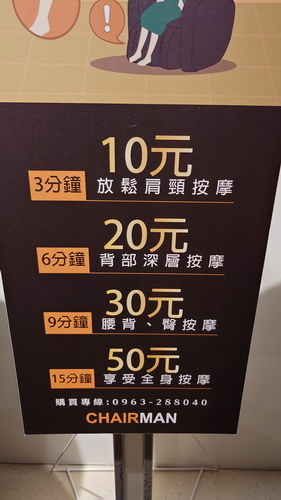 !
10元
3分鐘 放鬆肩頸按摩
20元
6分鐘 背部深層按摩
30元
9分鐘 腰背、臀按摩
50元
15分鐘 享受全身按摩
購買專線:0963-288040
CHAIRMAN